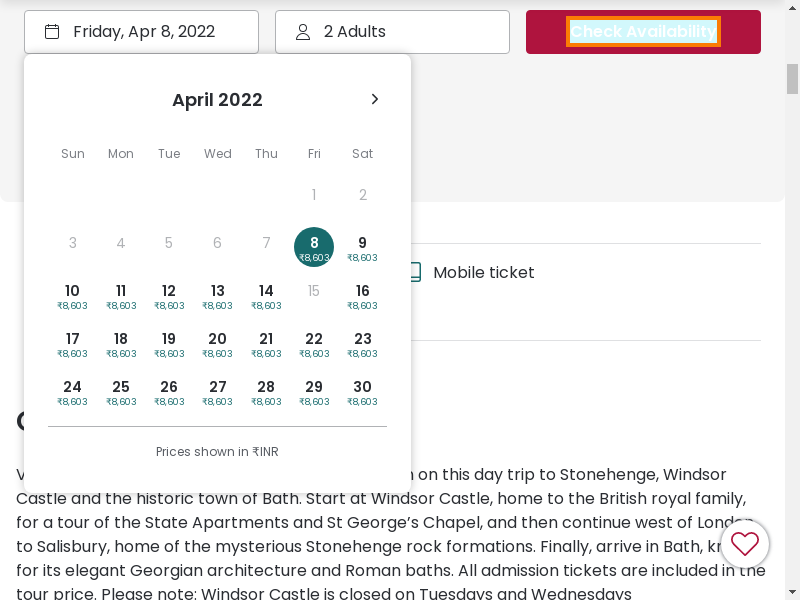 Friday, Apr 8, 2022
2 Adults
Check Availability
April 2022
Sun Mon Tue Wed Thu Fri Sat
1 2
3 4 5 6 7 8 9
₹8,603 ₹8,603
10 11 12 13 14 15 16
₹8,603 ₹8,603 ₹8,603 ₹8,603 ₹8,603 ₹8,603
17 18 19 20 21 22 23
₹8,603 ₹8,603 ₹8,603 ₹8,603 ₹8,603 ₹8,603 ₹8,603
24 25 26 27 28 29 30
₹8,603 ₹8,603 ₹8,603 ₹8,603 ₹8,603 ₹8,603 ₹8,603
Prices shown in ₹INR
Mobile ticket
on this day trip to Stonehenge, Windsor
Castle and the historic town of Bath. Start at Windsor Castle, home to the British royal family,
for a tour of the State Apartments and St George’s Chapel, and then continue west of London
to Salisbury, home of the mysterious Stonehenge rock formations. Finally, arrive in Bath,
for its elegant Georgian architecture and Roman baths. All admission tickets are included in the
tour price. Please note: Windsor Castle is closed on Tuesdays and Wednesdays